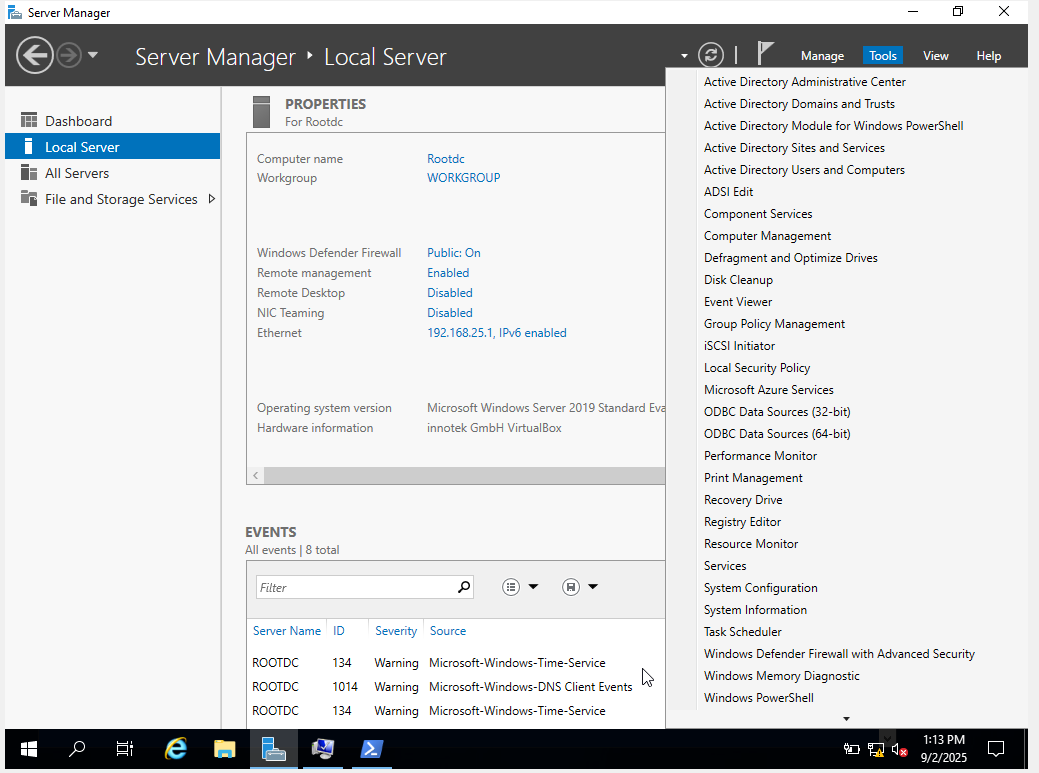 Server Manager
Server Manager ‣ Local Server
Manage Tools View Help
Dashboard
Local Server
All Servers
File and Storage Services
PROPERTIES
For Rootdc
Computer name Rootdc
Workgroup WORKGROUP
Windows Defender Firewall Public: On
Remote management Enabled
Remote Desktop Disabled
NIC Teaming Disabled
Ethernet 192.168.25.1, IPv6 enabled
Operating system version Microsoft Windows Server 2019 Standard Eva
Hardware information innotek GmbH VirtualBox
EVENTS
All events | 8 total
Filter
Server Name ID Severity Source
ROOTDC 134 Warning Microsoft-Windows-Time-Service
ROOTDC 1014 Warning Microsoft-Windows-DNS Client Events
ROOTDC 134 Warning Microsoft-Windows-Time-Service
Active Directory Administrative Center
Active Directory Domains and Trusts
Active Directory Module for Windows PowerShell
Active Directory Sites and Services
Active Directory Users and Computers
ADSI Edit
Component Services
Computer Management
Defragment and Optimize Drives
Disk Cleanup
Event Viewer
Group Policy Management
iSCSI Initiator
Local Security Policy
Microsoft Azure Services
ODBC Data Sources (32-bit)
ODBC Data Sources (64-bit)
Performance Monitor
Print Management
Recovery Drive
Registry Editor
Resource Monitor
Services
System Configuration
System Information
Task Scheduler
Windows Defender Firewall with Advanced Security
Windows Memory Diagnostic
Windows PowerShell
1:13 PM
9/2/2025